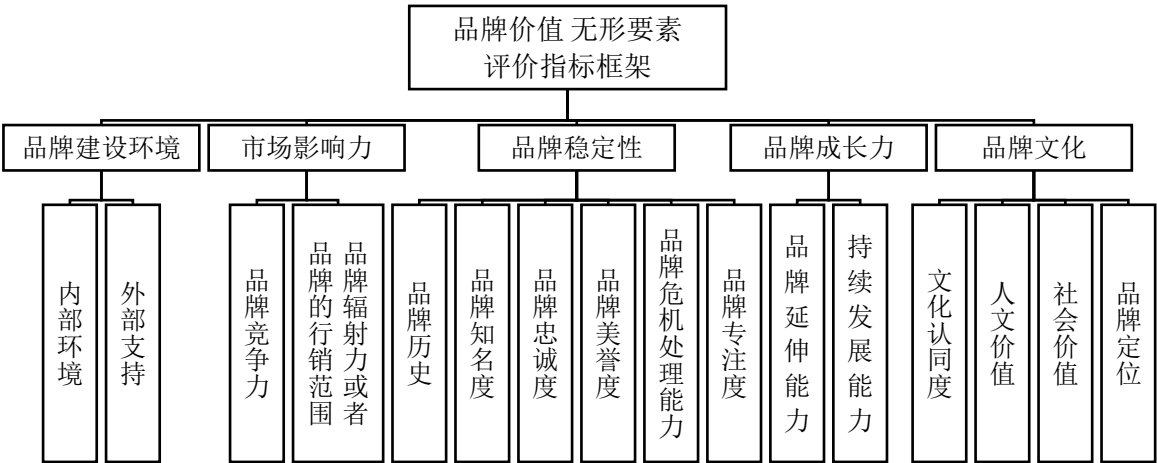 品牌价值 无形要素
评价指标框架
品牌建设环境
市场影响力
品牌稳定性
品牌成长力
品牌文化
内部环境
外部支持
品牌竞争力
品牌辐射力或者
品牌的行销范围
品牌历史
品牌知名度
品牌忠诚度
品牌美誉度
品牌危机处理能力
品牌专注度
品牌延伸能力
持续发展能力
文化认同度
人文价值
社会价值
品牌定位